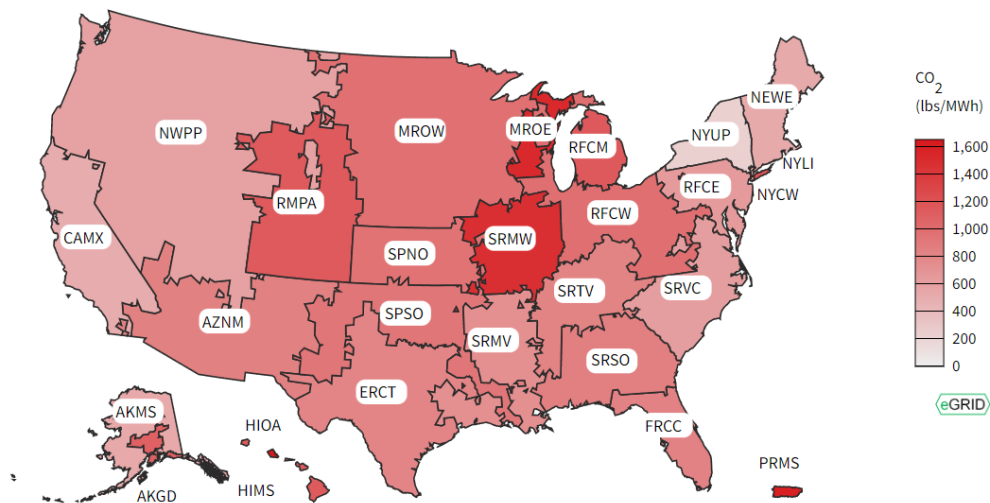 NWPP
MROW
MROE
RFCM
NYUP
NEWE
NYLI
NYCW
RFCE
RMPA
RFCW
CAMX
SPNO
SRMW
SRTV
SRVC
AZNM
SPSO
SRMV
SRSO
ERCT
FRCC
AKMS
AKGD
HIOA
HIMS
PRMS
CO2
(lbs/MWh)
1,600
1,400
1,200
1,000
800
600
400
200
0
eGRID